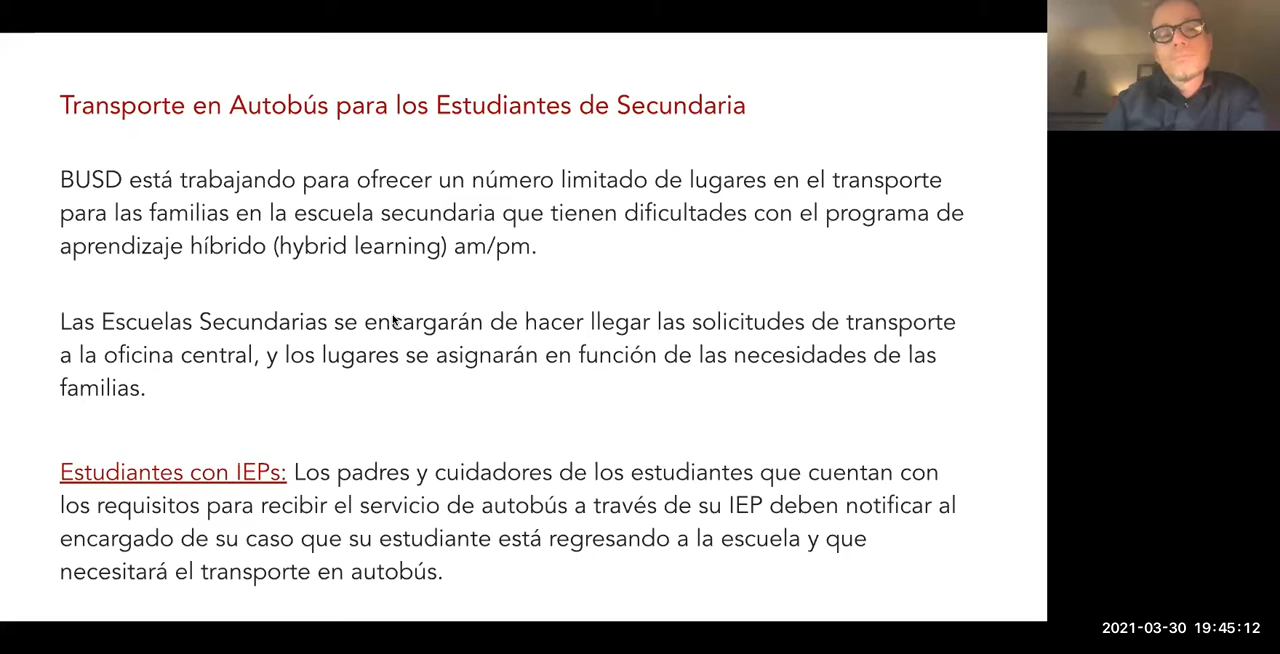 Transporte en Autobús para los Estudiantes de Secundaria
BUSD está trabajando para ofrecer un número limitado de lugares en el transporte
para las familias en la escuela secundaria que tienen dificultades con el programa de
aprendizaje híbrido (hybrid learning) am/pm.
Las Escuelas Secundarias se encargarán de hacer llegar las solicitudes de transporte
a la oficina central, y los lugares se asignarán en función de las necesidades de las
familias.
Estudiantes con IEPs: Los padres y cuidadores de los estudiantes que cuentan con
los requisitos para recibir el servicio de autobús a través de su IEP deben notificar al
encargado de su caso que su estudiante está regresando a la escuela y que
necesitará el transporte en autobús.
2021-03-30 19:45:12